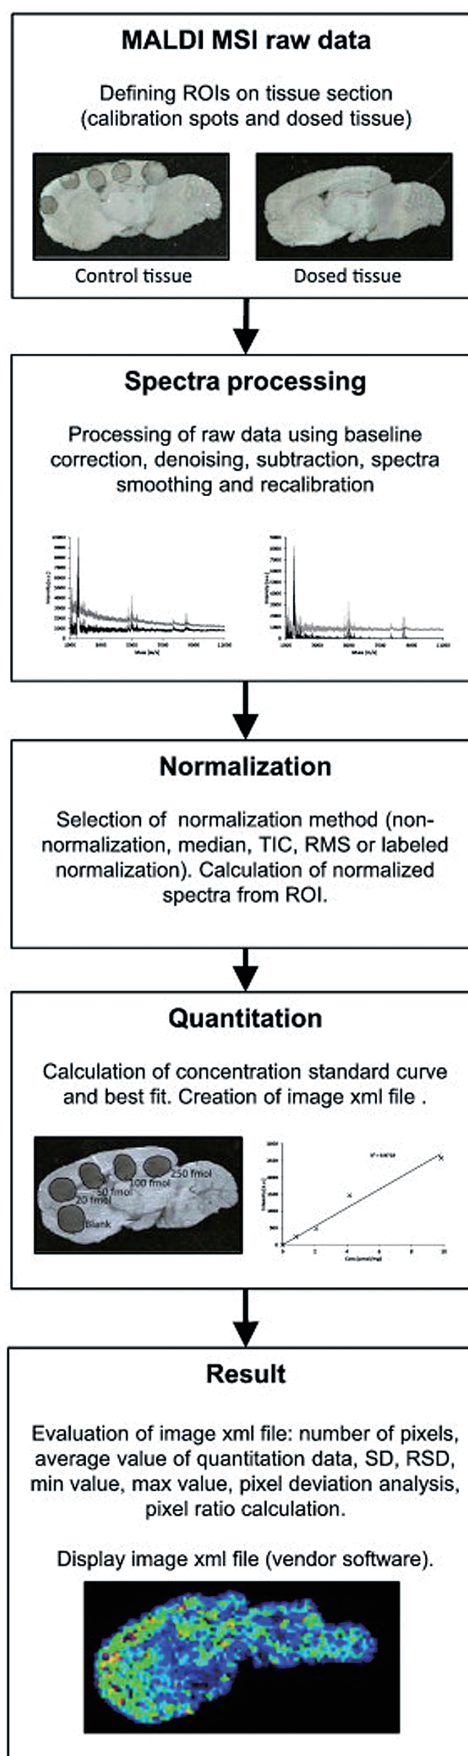 MALDI MSI raw data
Defining ROIs on tissue section
(calibration spots and dosed tissue)
Control tissue
Dosed tissue
Spectra processing
Processing of raw data using baseline
correction, denoising, subtraction, spectra
smoothing and recalibration
Normalization
Selection of normalization method (non-
normalization, median, TIC, RMS or labeled
normalization). Calculation of normalized
spectra from ROI.
Quantitation
Calculation of concentration standard curve
and best fit. Creation of image xml file .
250 fmol
100 fmol
50 fmol
20 fmol
Blank
Result
Evaluation of image xml file: number of pixels,
average value of quantitation data, SD, RSD,
min value, max value, pixel deviation analysis,
pixel ratio calculation.
Display image xml file (vendor software).